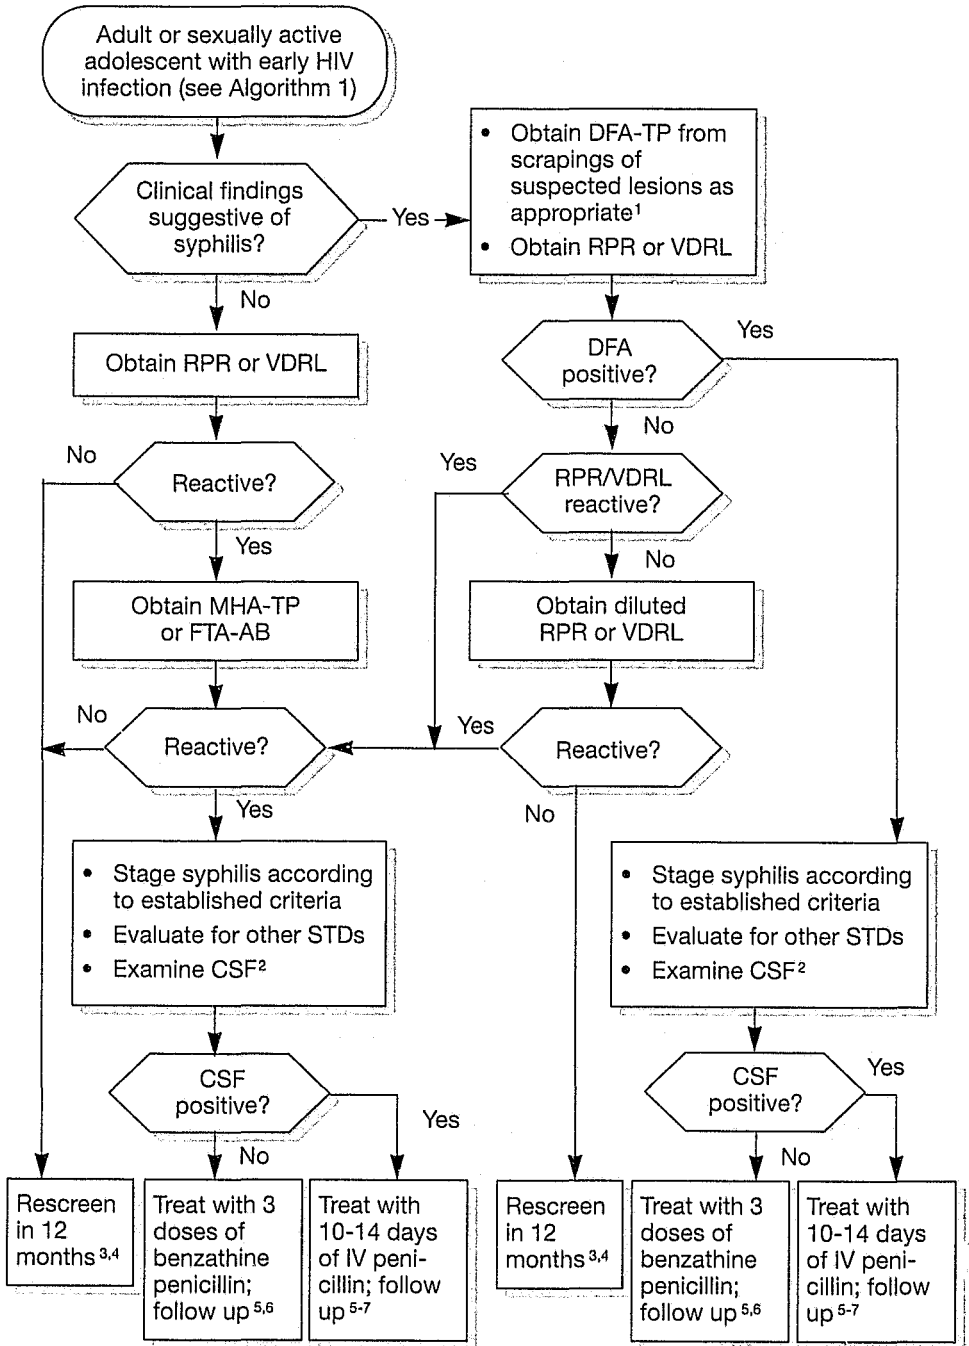 Adult or sexually active
adolescent with early HIV
infection (see Algorithm 1)
Clinical findings
suggestive of
syphilis?
Yes
• Obtain DFA-TP from
scrapings of
suspected lesions as
appropriate¹
• Obtain RPR or VDRL
No
Obtain RPR or VDRL
DFA
positive?
Yes
No
No
Reactive?
Yes
RPR/VDRL
reactive?
Yes
No
Obtain MHA-TP
or FTA-AB
Obtain diluted
RPR or VDRL
No
Reactive?
Yes
Reactive?
Yes
No
• Stage syphilis according
to established criteria
• Evaluate for other STDs
• Examine CSF²
• Stage syphilis according
to established criteria
• Evaluate for other STDs
• Examine CSF²
CSF
positive?
Yes
No
CSF
positive?
Yes
No
Rescreen
in 12
months³,⁴
Treat with 3
doses of
benzathine
penicillin;
follow up⁵,⁶
Treat with
10-14 days
of IV peni-
cillin; follow
up⁵-⁷
Rescreen
in 12
months³,⁴
Treat with 3
doses of
benzathine
penicillin;
follow up⁵,⁶
Treat with
10-14 days
of IV peni-
cillin; follow
up⁵-⁷